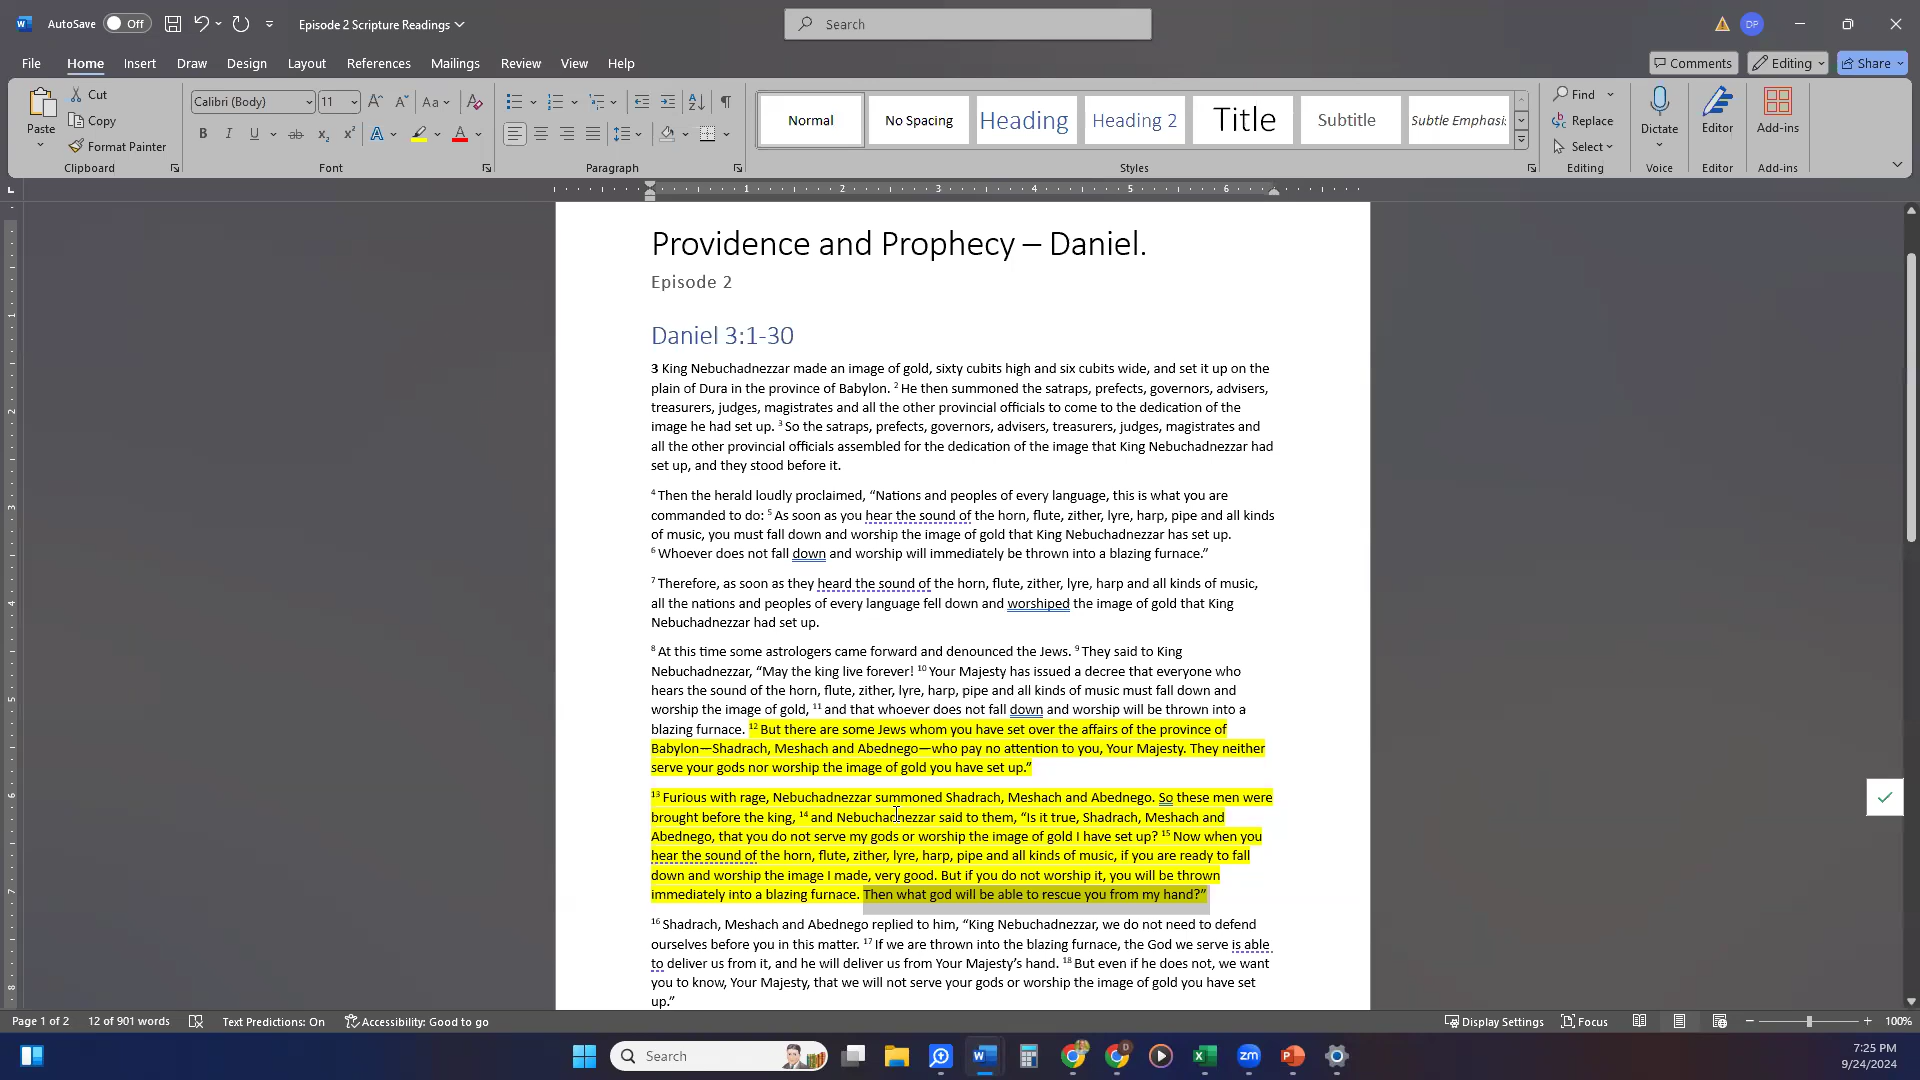 AutoSave Off Episode 2 Scripture Readings Search DP
File Home Insert Draw Design Layout References Mailings Review View Help Comments Editing Share
Paste Cut Copy Format Painter Clipboard
Calibri (Body) 11 Font
Paragraph
Normal No Spacing Heading Heading 2 Title Subtitle Subtle Emphasi Styles
Find Replace Select Editing
Dictate Voice
Editor Editor
Add-ins Add-ins
1 2 3 4 5 6
Providence and Prophecy – Daniel.
Episode 2
Daniel 3:1-30
3 King Nebuchadnezzar made an image of gold, sixty cubits high and six cubits wide, and set it up on the
plain of Dura in the province of Babylon. 2 He then summoned the satraps, prefects, governors, advisers,
treasurers, judges, magistrates and all the other provincial officials to come to the dedication of the
image he had set up. 3 So the satraps, prefects, governors, advisers, treasurers, judges, magistrates and
all the other provincial officials assembled for the dedication of the image that King Nebuchadnezzar had
set up, and they stood before it.
4 Then the herald loudly proclaimed, “Nations and peoples of every language, this is what you are
commanded to do: 5 As soon as you hear the sound of the horn, flute, zither, lyre, harp, pipe and all kinds
of music, you must fall down and worship the image of gold that King Nebuchadnezzar has set up.
6 Whoever does not fall down and worship will immediately be thrown into a blazing furnace.”
7 Therefore, as soon as they heard the sound of the horn, flute, zither, lyre, harp and all kinds of music,
all the nations and peoples of every language fell down and worshiped the image of gold that King
Nebuchadnezzar had set up.
8 At this time some astrologers came forward and denounced the Jews. 9 They said to King
Nebuchadnezzar, “May the king live forever! 10 Your Majesty has issued a decree that everyone who
hears the sound of the horn, flute, zither, lyre, harp, pipe and all kinds of music must fall down and
worship the image of gold, 11 and that whoever does not fall down and worship will be thrown into a
blazing furnace. 12 But there are some Jews whom you have set over the affairs of the province of
Babylon—Shadrach, Meshach and Abednego—who pay no attention to you, Your Majesty. They neither
serve your gods nor worship the image of gold you have set up.”
13 Furious with rage, Nebuchadnezzar summoned Shadrach, Meshach and Abednego. So these men were
brought before the king, 14 and Nebuchadnezzar said to them, “Is it true, Shadrach, Meshach and
Abednego, that you do not serve my gods or worship the image of gold I have set up? 15 Now when you
hear the sound of the horn, flute, zither, lyre, harp, pipe and all kinds of music, if you are ready to fall
down and worship the image I made, very good. But if you do not worship it, you will be thrown
immediately into a blazing furnace. Then what god will be able to rescue you from my hand?”
16 Shadrach, Meshach and Abednego replied to him, “King Nebuchadnezzar, we do not need to defend
ourselves before you in this matter. 17 If we are thrown into the blazing furnace, the God we serve is able
to deliver us from it, and he will deliver us from Your Majesty’s hand. 18 But even if he does not, we want
you to know, Your Majesty, that we will not serve your gods or worship the image of gold you have set
up.”
Page 1 of 2 12 of 901 words Text Predictions: On Accessibility: Good to go Display Settings Focus 100%
Search
zm
7:25 PM
9/24/2024